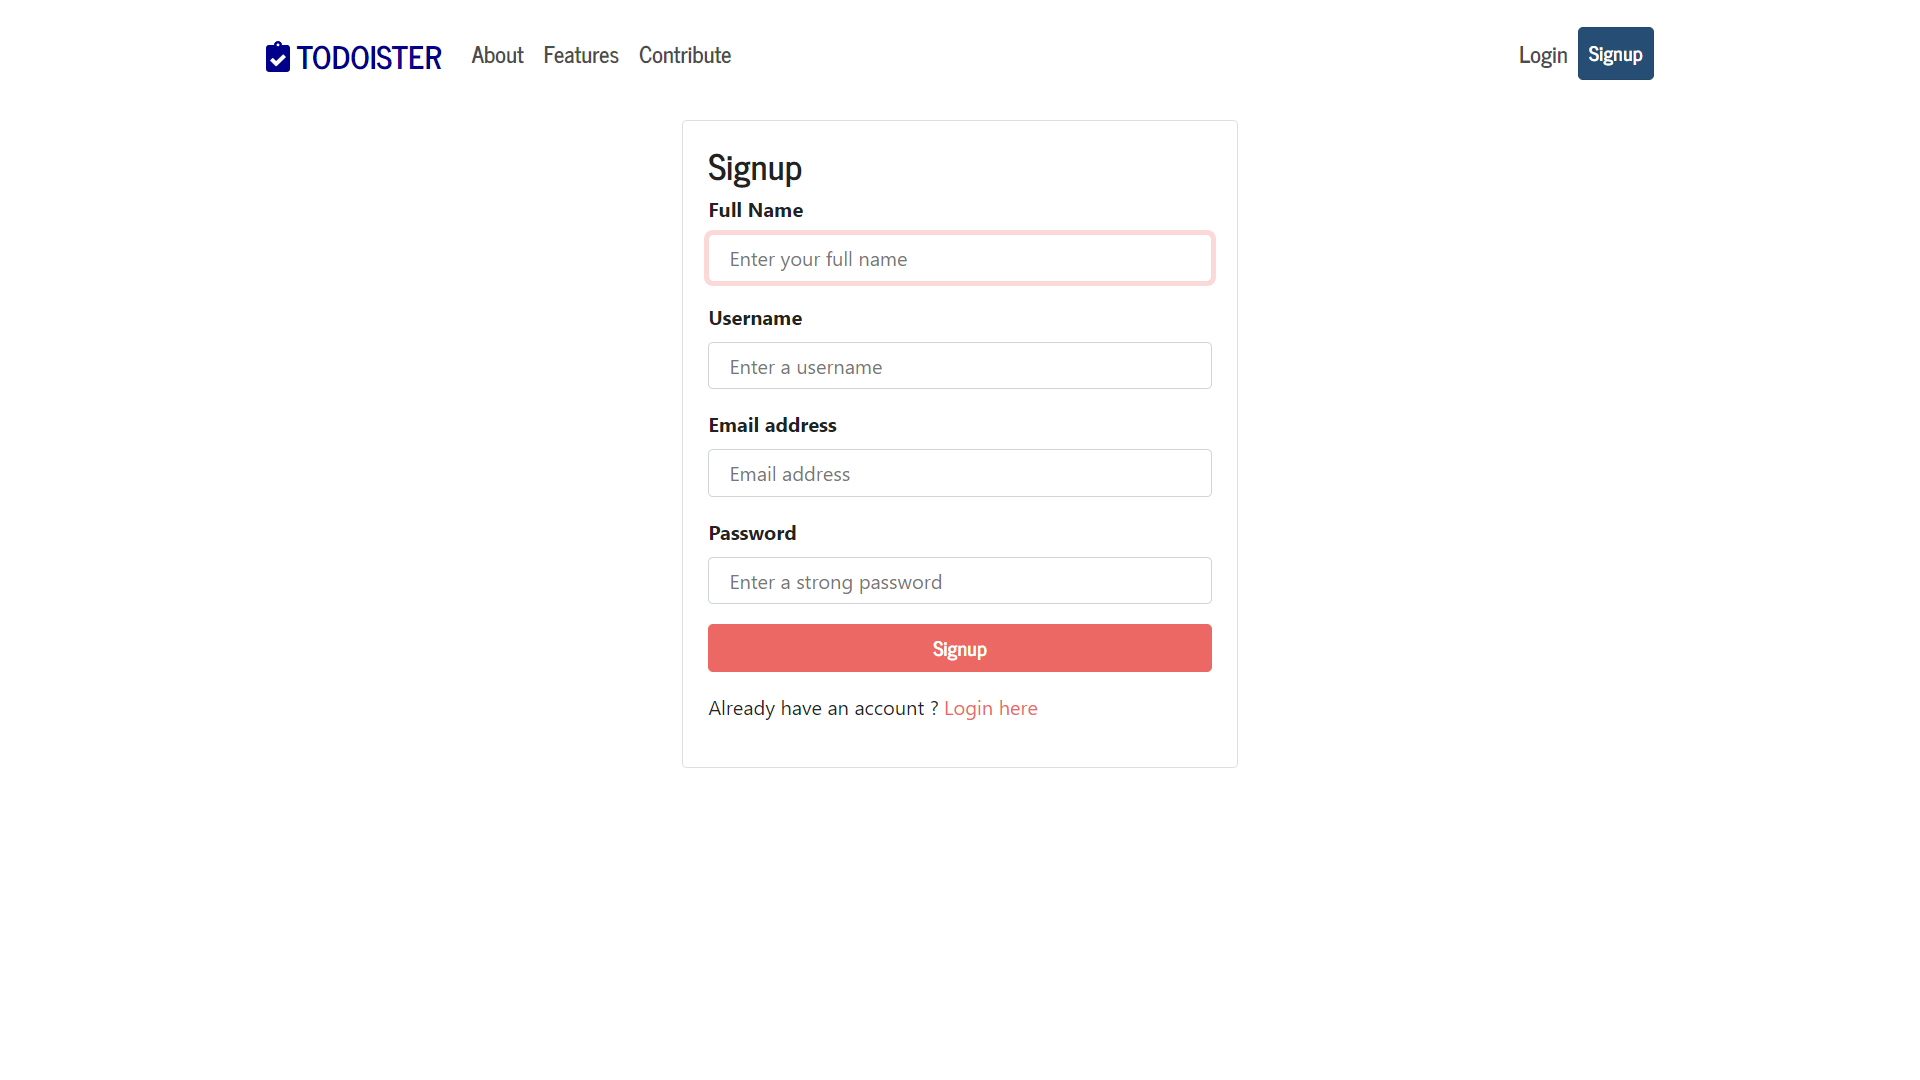 TODOISTER About Features Contribute Login Signup
Signup
Full Name
Enter your full name
Username
Enter a username
Email address
Email address
Password
Enter a strong password
Signup
Already have an account ? Login here